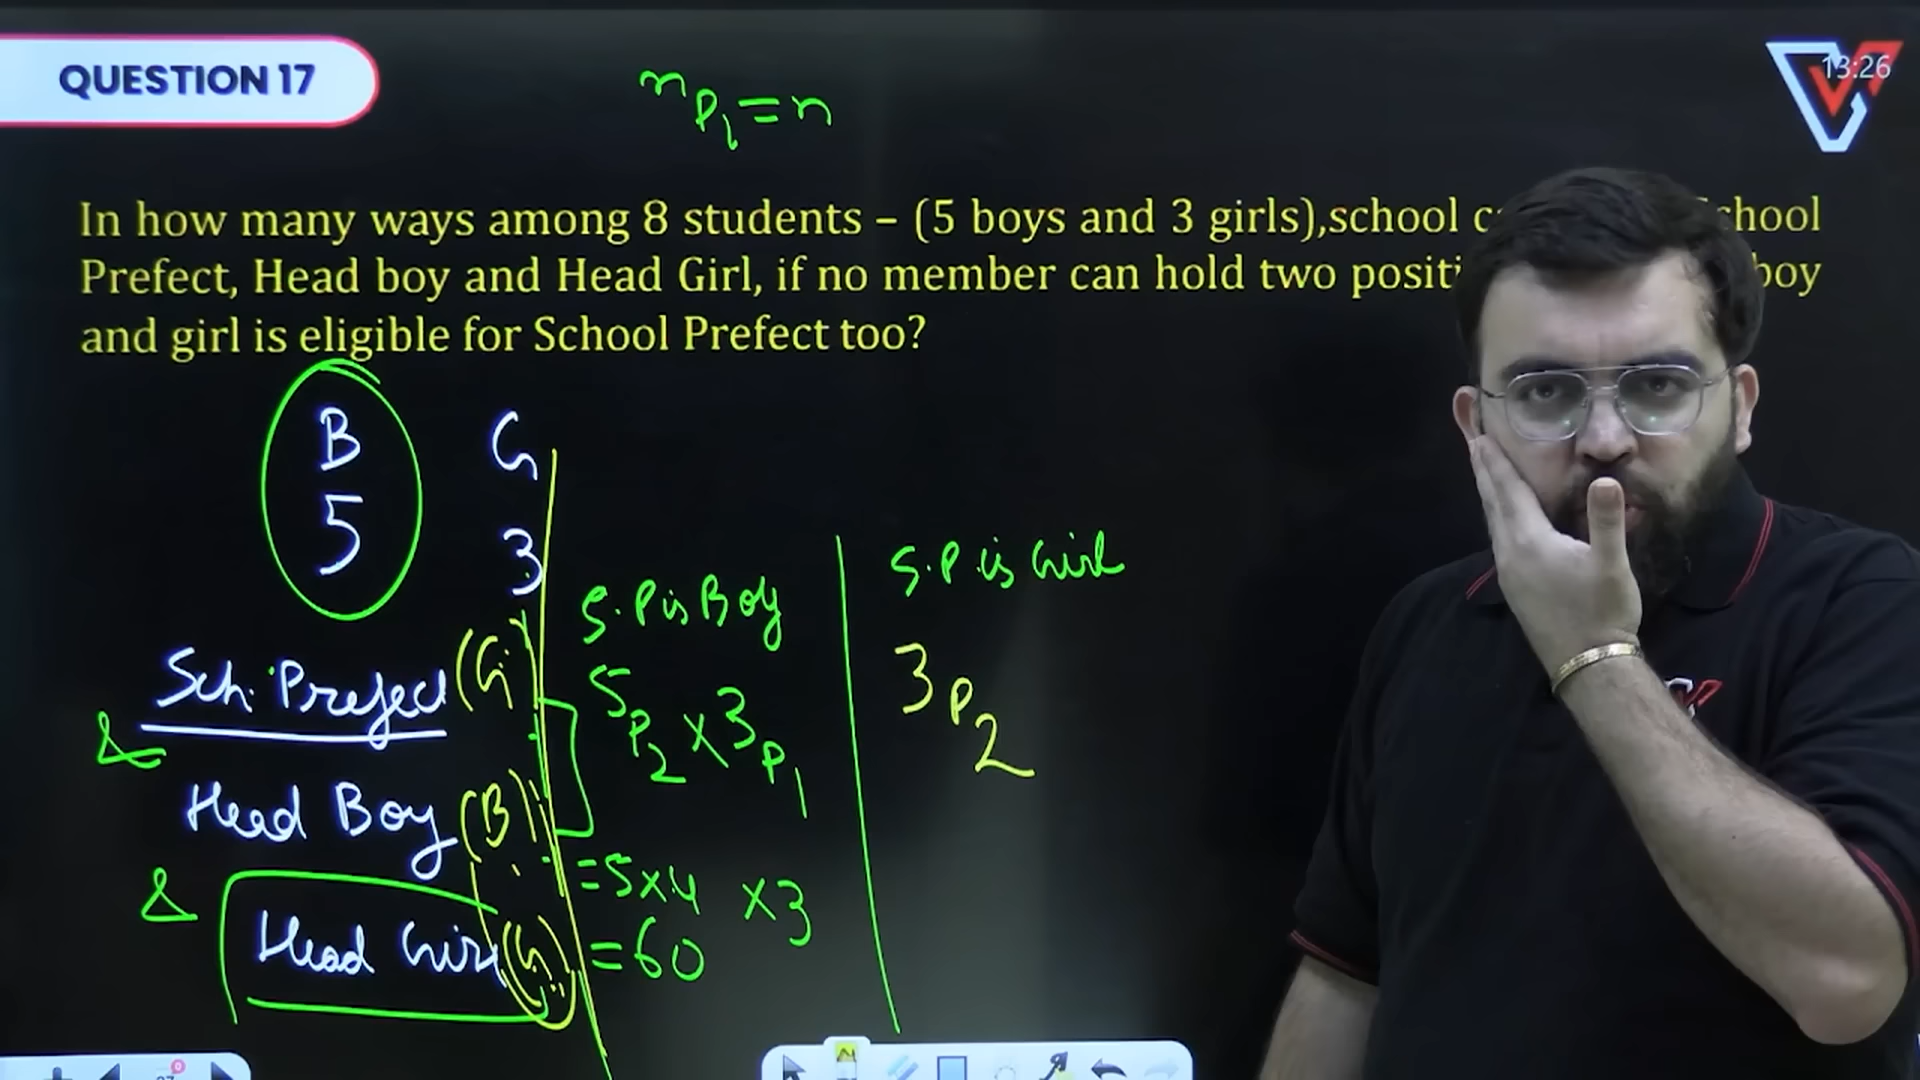 QUESTION 17
13:26
nP1 = n
In how many ways among 8 students – (5 boys and 3 girls),school chool
Prefect, Head boy and Head Girl, if no member can hold two boy
and girl is eligible for School Prefect too?
B G
5 3
S.P is Boy
S.P is Girl
Sch. Prefect (G)
5P2 × 3P1
3P2
&
Head Boy (B)
= 5×4 ×3
&
Head Girl (G)
= 60